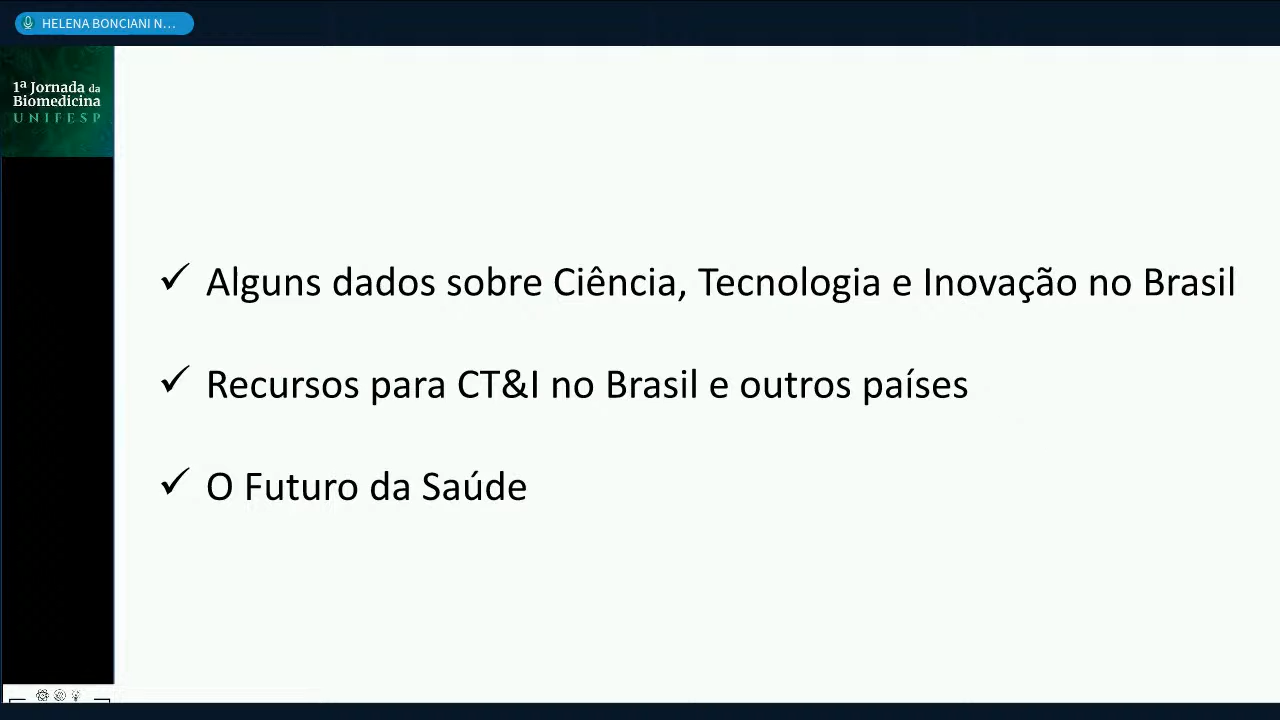 HELENA BONCIANI N...
1ª Jornada da
Biomedicina
UNIFESP
✓ Alguns dados sobre Ciência, Tecnologia e Inovação no Brasil
✓ Recursos para CT&I no Brasil e outros países
✓ O Futuro da Saúde